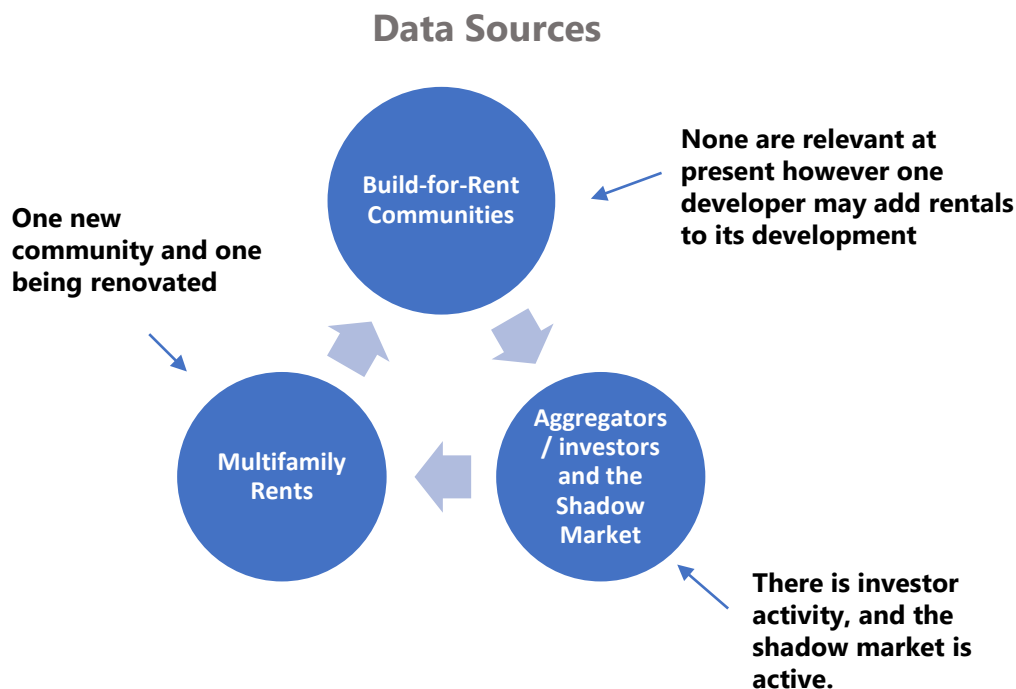 Data Sources
Build-for-Rent
Communities
None are relevant at
present however one
developer may add rentals
to its development
One new
community and one
being renovated
Multifamily
Rents
Aggregators
/ investors
and the
Shadow
Market
There is investor
activity, and the
shadow market is
active.